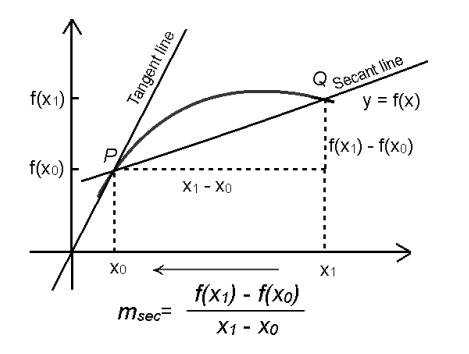 Tangent line
Q
Secant line
f(x₁)
y = f(x)
f(x₁) - f(x₀)
P
f(x₀)
x₁ - x₀
x₀
x₁
mₛₑc= f(x₁) - f(x₀)
x₁ - x₀